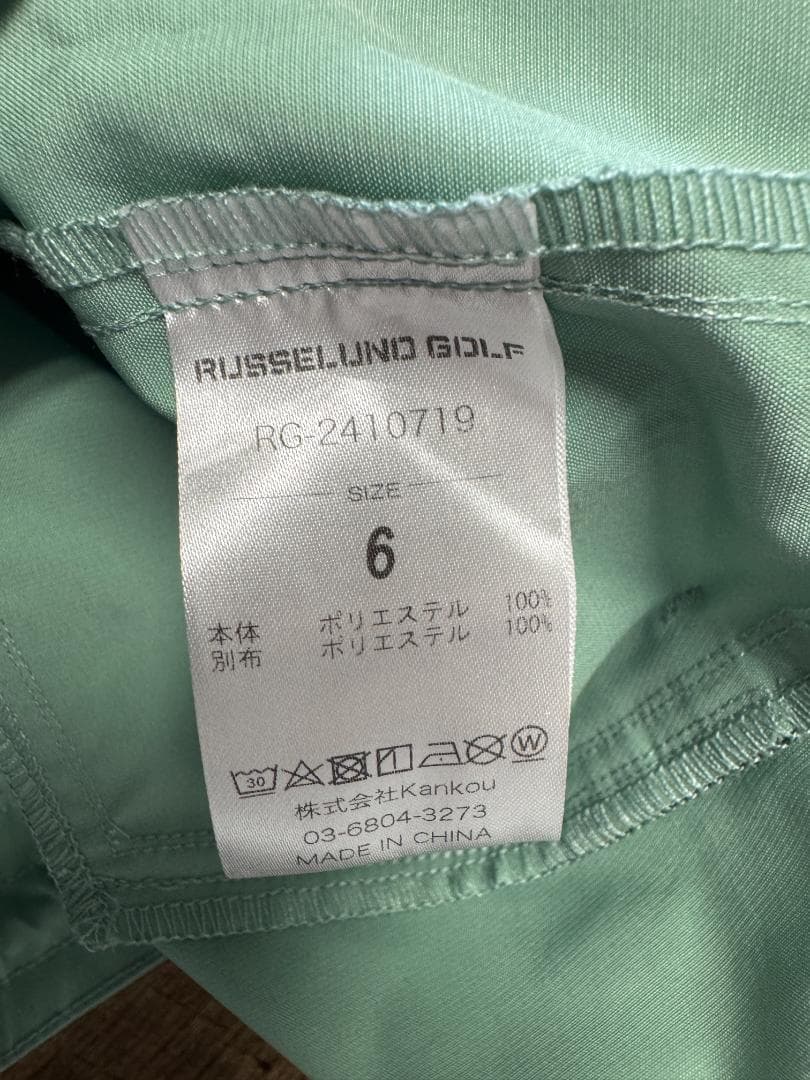 RUSSELUNO GOLF
RG-2410719
SIZE
6
本体 ポリエステル 100%
別布 ポリエステル 100%
30 W
株式会社Kankou
03-6804-3273
MADE IN CHINA